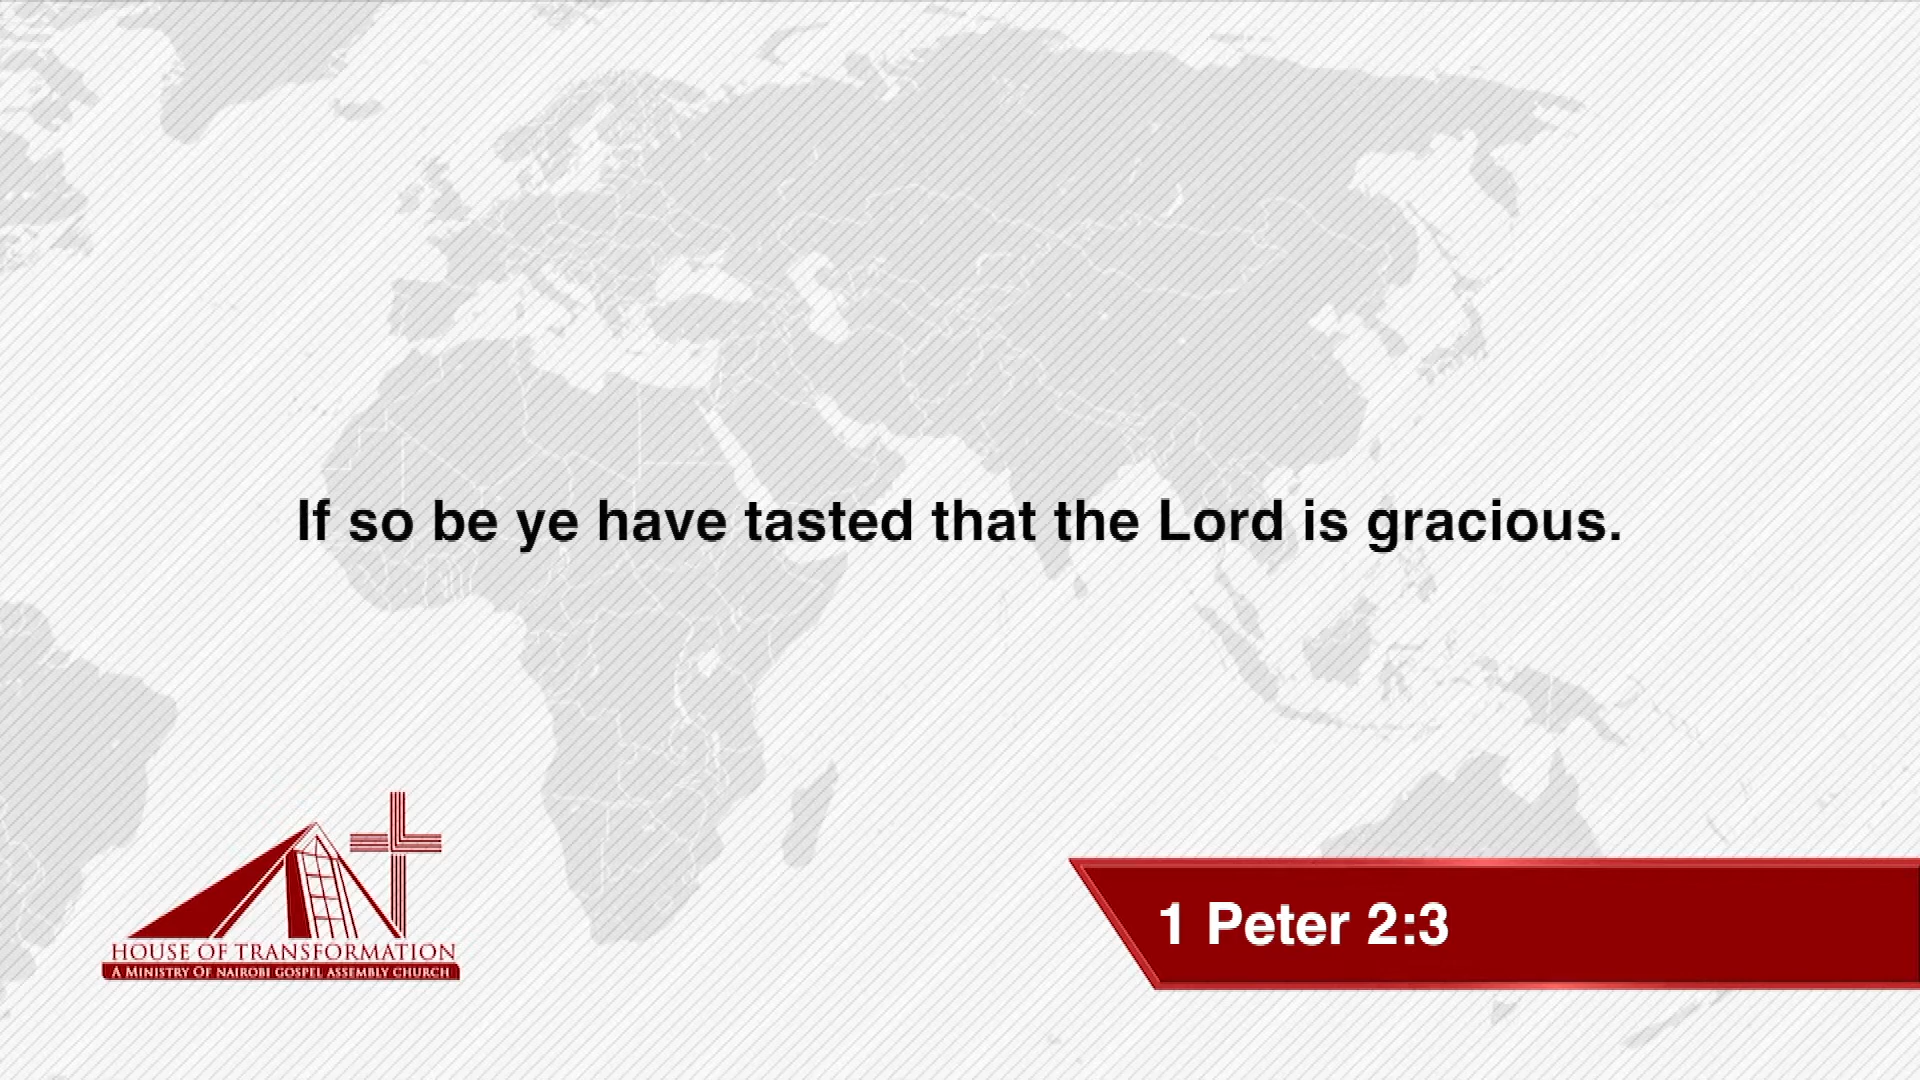 If so be ye have tasted that the Lord is gracious.
HOUSE OF TRANSFORMATION
A MINISTRY OF NAIROBI GOSPEL ASSEMBLY CHURCH
1 Peter 2:3